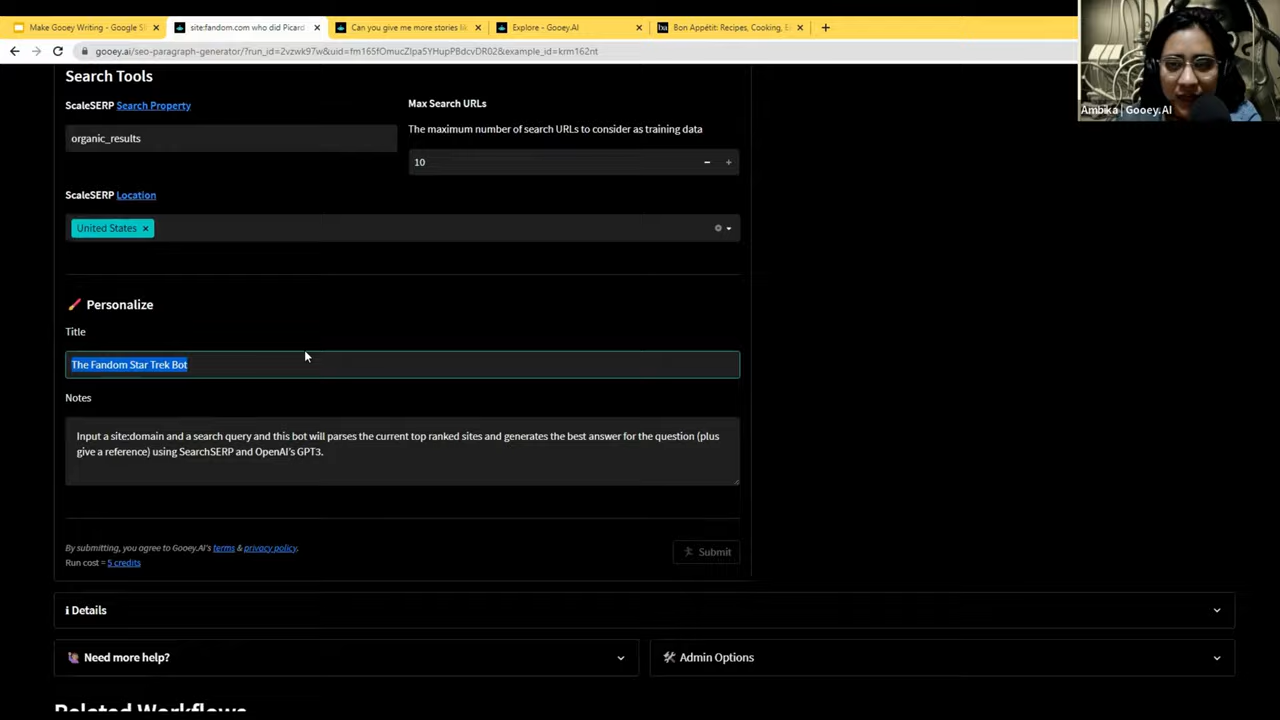 Make Gooey Writing - Google S
site:fandom.com who did Picard
Can you give me more stories li
Explore - Gooey.AI
Bon Appétit: Recipes, Cooking, E
gooey.ai/seo-paragraph-generator/?run_id=2vzwk97w&uid=fm165fOmucZlpa5YHupPBdcvDR02&example_id=krm162nt
Ambika | Gooey.AI
Search Tools
ScaleSERP Search Property
organic_results
Max Search URLs
The maximum number of search URLs to consider as training data
10
ScaleSERP Location
United States
Personalize
Title
The Fandom Star Trek Bot
Notes
Input a site:domain and a search query and this bot will parses the current top ranked sites and generates the best answer for the question (plus
give a reference) using SearchSERP and OpenAI's GPT3.
By submitting, you agree to Gooey.AI's terms & privacy policy.
Run cost = 5 credits
Submit
Details
Need more help?
Admin Options
Related Workflows